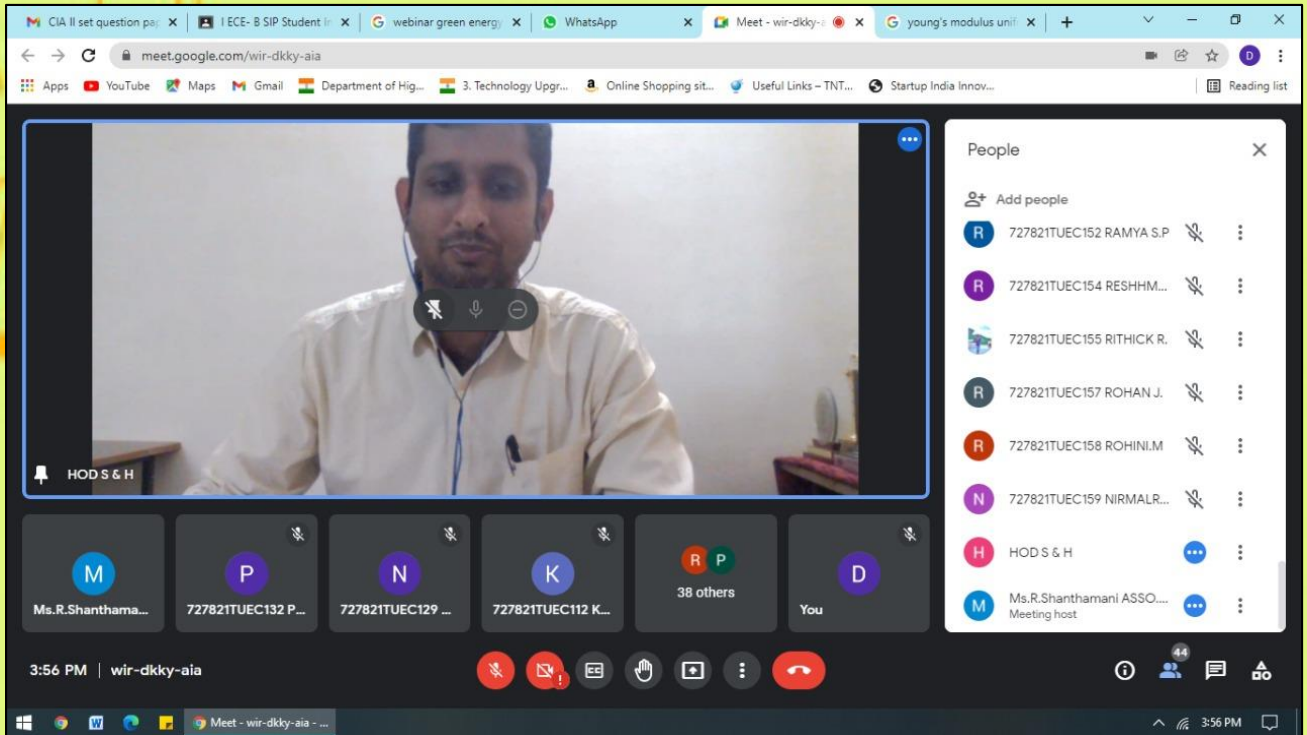 CIA II set question pap
I ECE- B SIP Student In
webinar green energy
WhatsApp
Meet - wir-dkky-a
young's modulus unif
meet.google.com/wir-dkky-aia
D
Apps YouTube Maps Gmail Department of Hig... 3. Technology Upgr... Online Shopping sit... Useful Links – TNT... Startup India Innov... Reading list
HOD S & H
M
Ms.R.Shanthama...
P
727821TUEC132 P...
N
727821TUEC129 ...
K
727821TUEC112 K...
R P
38 others
D
You
People
Add people
R 727821TUEC152 RAMYA S.P
R 727821TUEC154 RESHHM...
727821TUEC155 RITHICK R.
R 727821TUEC157 ROHAN J.
R 727821TUEC158 ROHINI.M
N 727821TUEC159 NIRMALR...
H HOD S & H
M Ms.R.Shanthamani ASSO....
Meeting host
3:56 PM | wir-dkky-aia
44
Meet - wir-dkky-aia - ...
3:56 PM